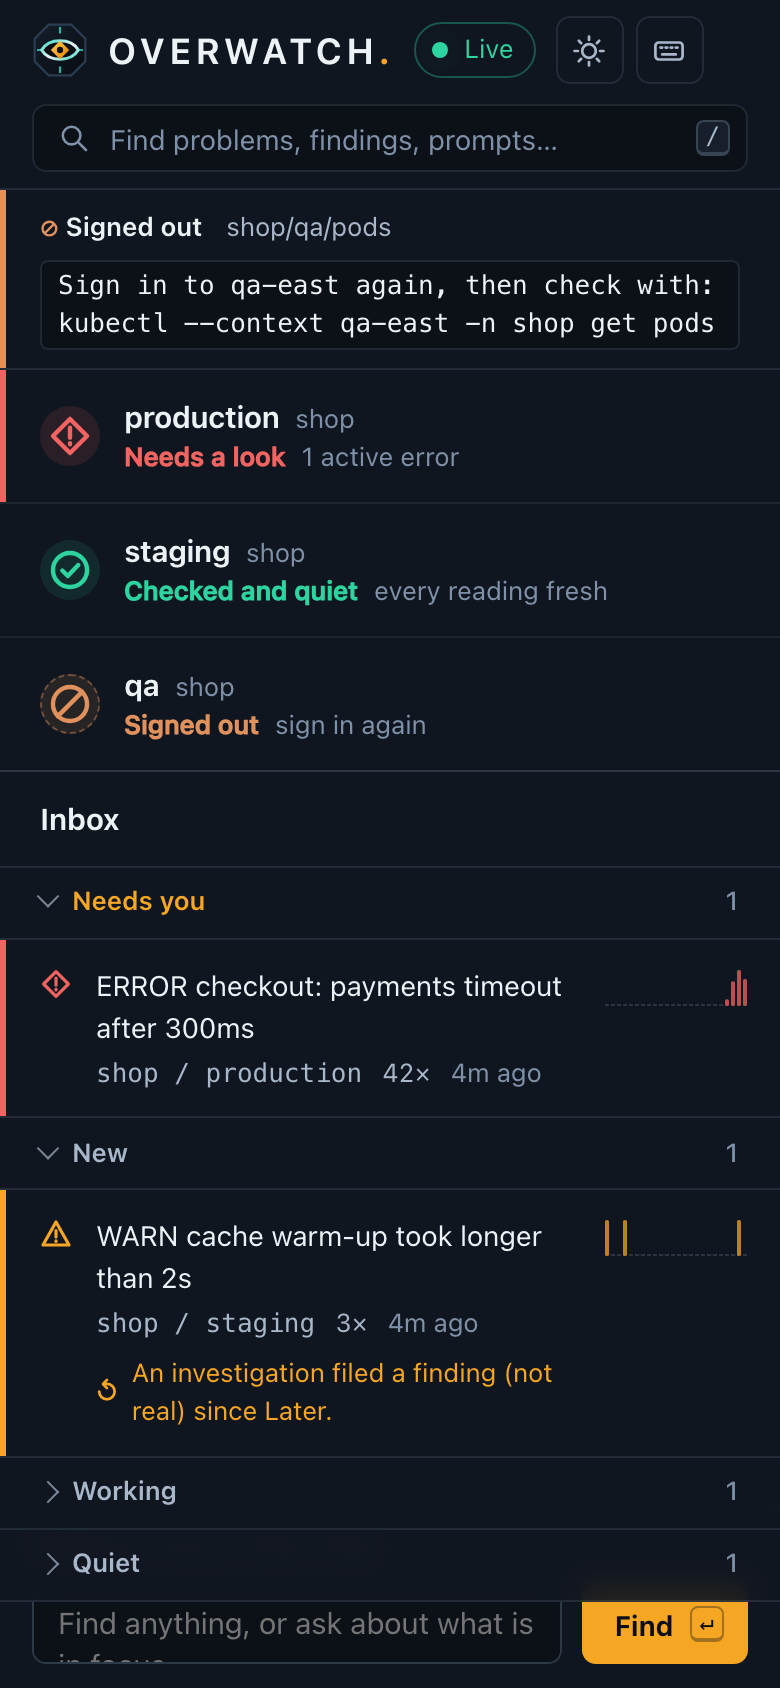 OVERWATCH.
Live
Find problems, findings, prompts...
/
Signed out shop/qa/pods
Sign in to qa-east again, then check with:
kubectl --context qa-east -n shop get pods
production shop
Needs a look 1 active error
staging shop
Checked and quiet every reading fresh
qa shop
Signed out sign in again
Inbox
Needs you 1
ERROR checkout: payments timeout
after 300ms
shop / production 42× 4m ago
New 1
WARN cache warm-up took longer
than 2s
shop / staging 3× 4m ago
An investigation filed a finding (not
real) since Later.
Working 1
Quiet 1
Find anything, or ask about what is
in focus
Find ↵